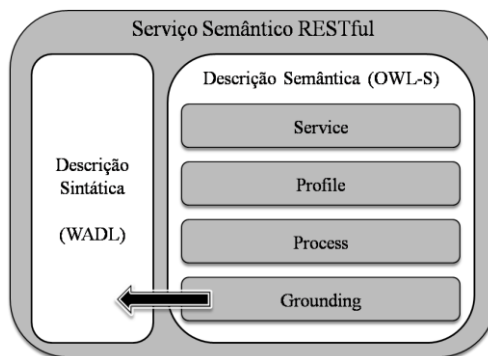 Serviço Semântico RESTful
Descrição
Sintática
(WADL)
Descrição Semântica (OWL-S)
Service
Profile
Process
Grounding